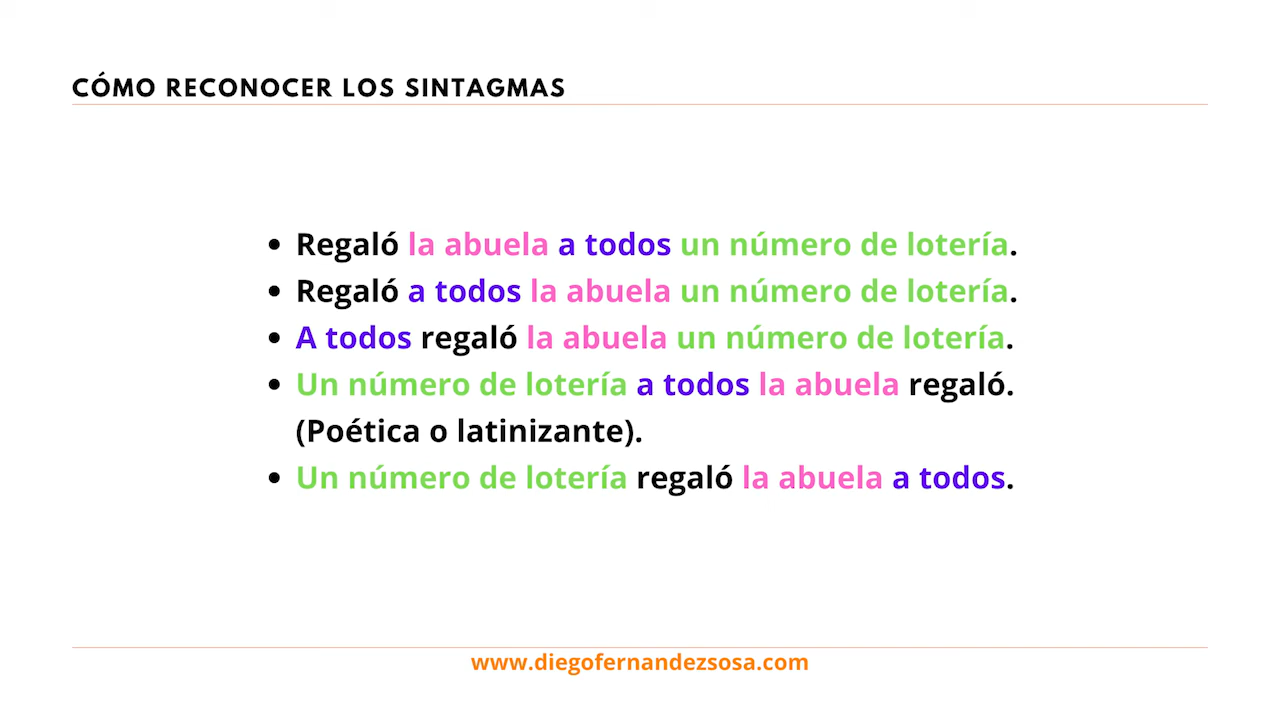 CÓMO RECONOCER LOS SINTAGMAS
• Regaló la abuela a todos un número de lotería.
• Regaló a todos la abuela un número de lotería.
• A todos regaló la abuela un número de lotería.
• Un número de lotería a todos la abuela regaló.
(Poética o latinizante).
• Un número de lotería regaló la abuela a todos.
www.diegofernandezsosa.com